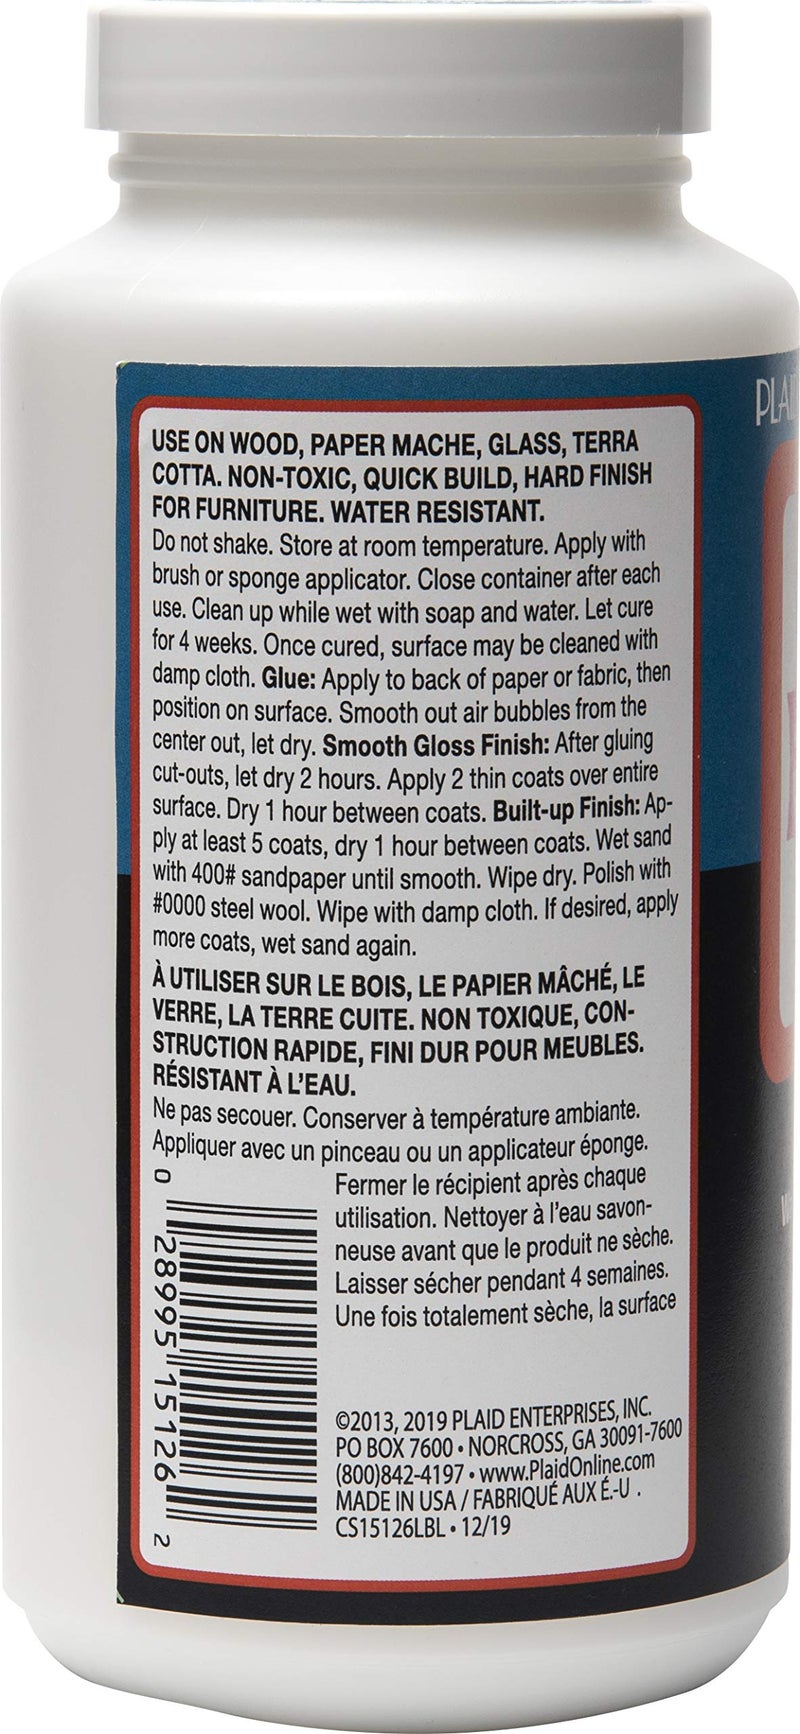 PLAI
USE ON WOOD, PAPER MACHE, GLASS, TERRA
COTTA. NON-TOXIC, QUICK BUILD, HARD FINISH
FOR FURNITURE. WATER RESISTANT.
Do not shake. Store at room temperature. Apply with
brush or sponge applicator. Close container after each
use. Clean up while wet with soap and water. Let cure
for 4 weeks. Once cured, surface may be cleaned with
damp cloth. Glue: Apply to back of paper or fabric, then
position on surface. Smooth out air bubbles from the
center out, let dry. Smooth Gloss Finish: After gluing
cut-outs, let dry 2 hours. Apply 2 thin coats over entire
surface. Dry 1 hour between coats. Built-up Finish: Ap-
ply at least 5 coats, dry 1 hour between coats. Wet sand
with 400# sandpaper until smooth. Wipe dry. Polish with
#0000 steel wool. Wipe with damp cloth. If desired, apply
more coats, wet sand again.
À UTILISER SUR LE BOIS, LE PAPIER MÂCHÉ, LE
VERRE, LA TERRE CUITE. NON TOXIQUE, CON-
STRUCTION RAPIDE, FINI DUR POUR MEUBLES.
RÉSISTANT À L'EAU.
Ne pas secouer. Conserver à température ambiante.
Appliquer avec un pinceau ou un applicateur éponge.
Fermer le récipient après chaque
utilisation. Nettoyer à l'eau savon-
neuse avant que le produit ne sèche.
Laisser sécher pendant 4 semaines.
Une fois totalement sèche, la surface
0 28995 15126 2
©2013, 2019 PLAID ENTERPRISES, INC.
PO BOX 7600 • NORCROSS, GA 30091-7600
(800)842-4197 • www.PlaidOnline.com
MADE IN USA / FABRIQUÉ AUX É.-U .
CS15126LBL • 12/19